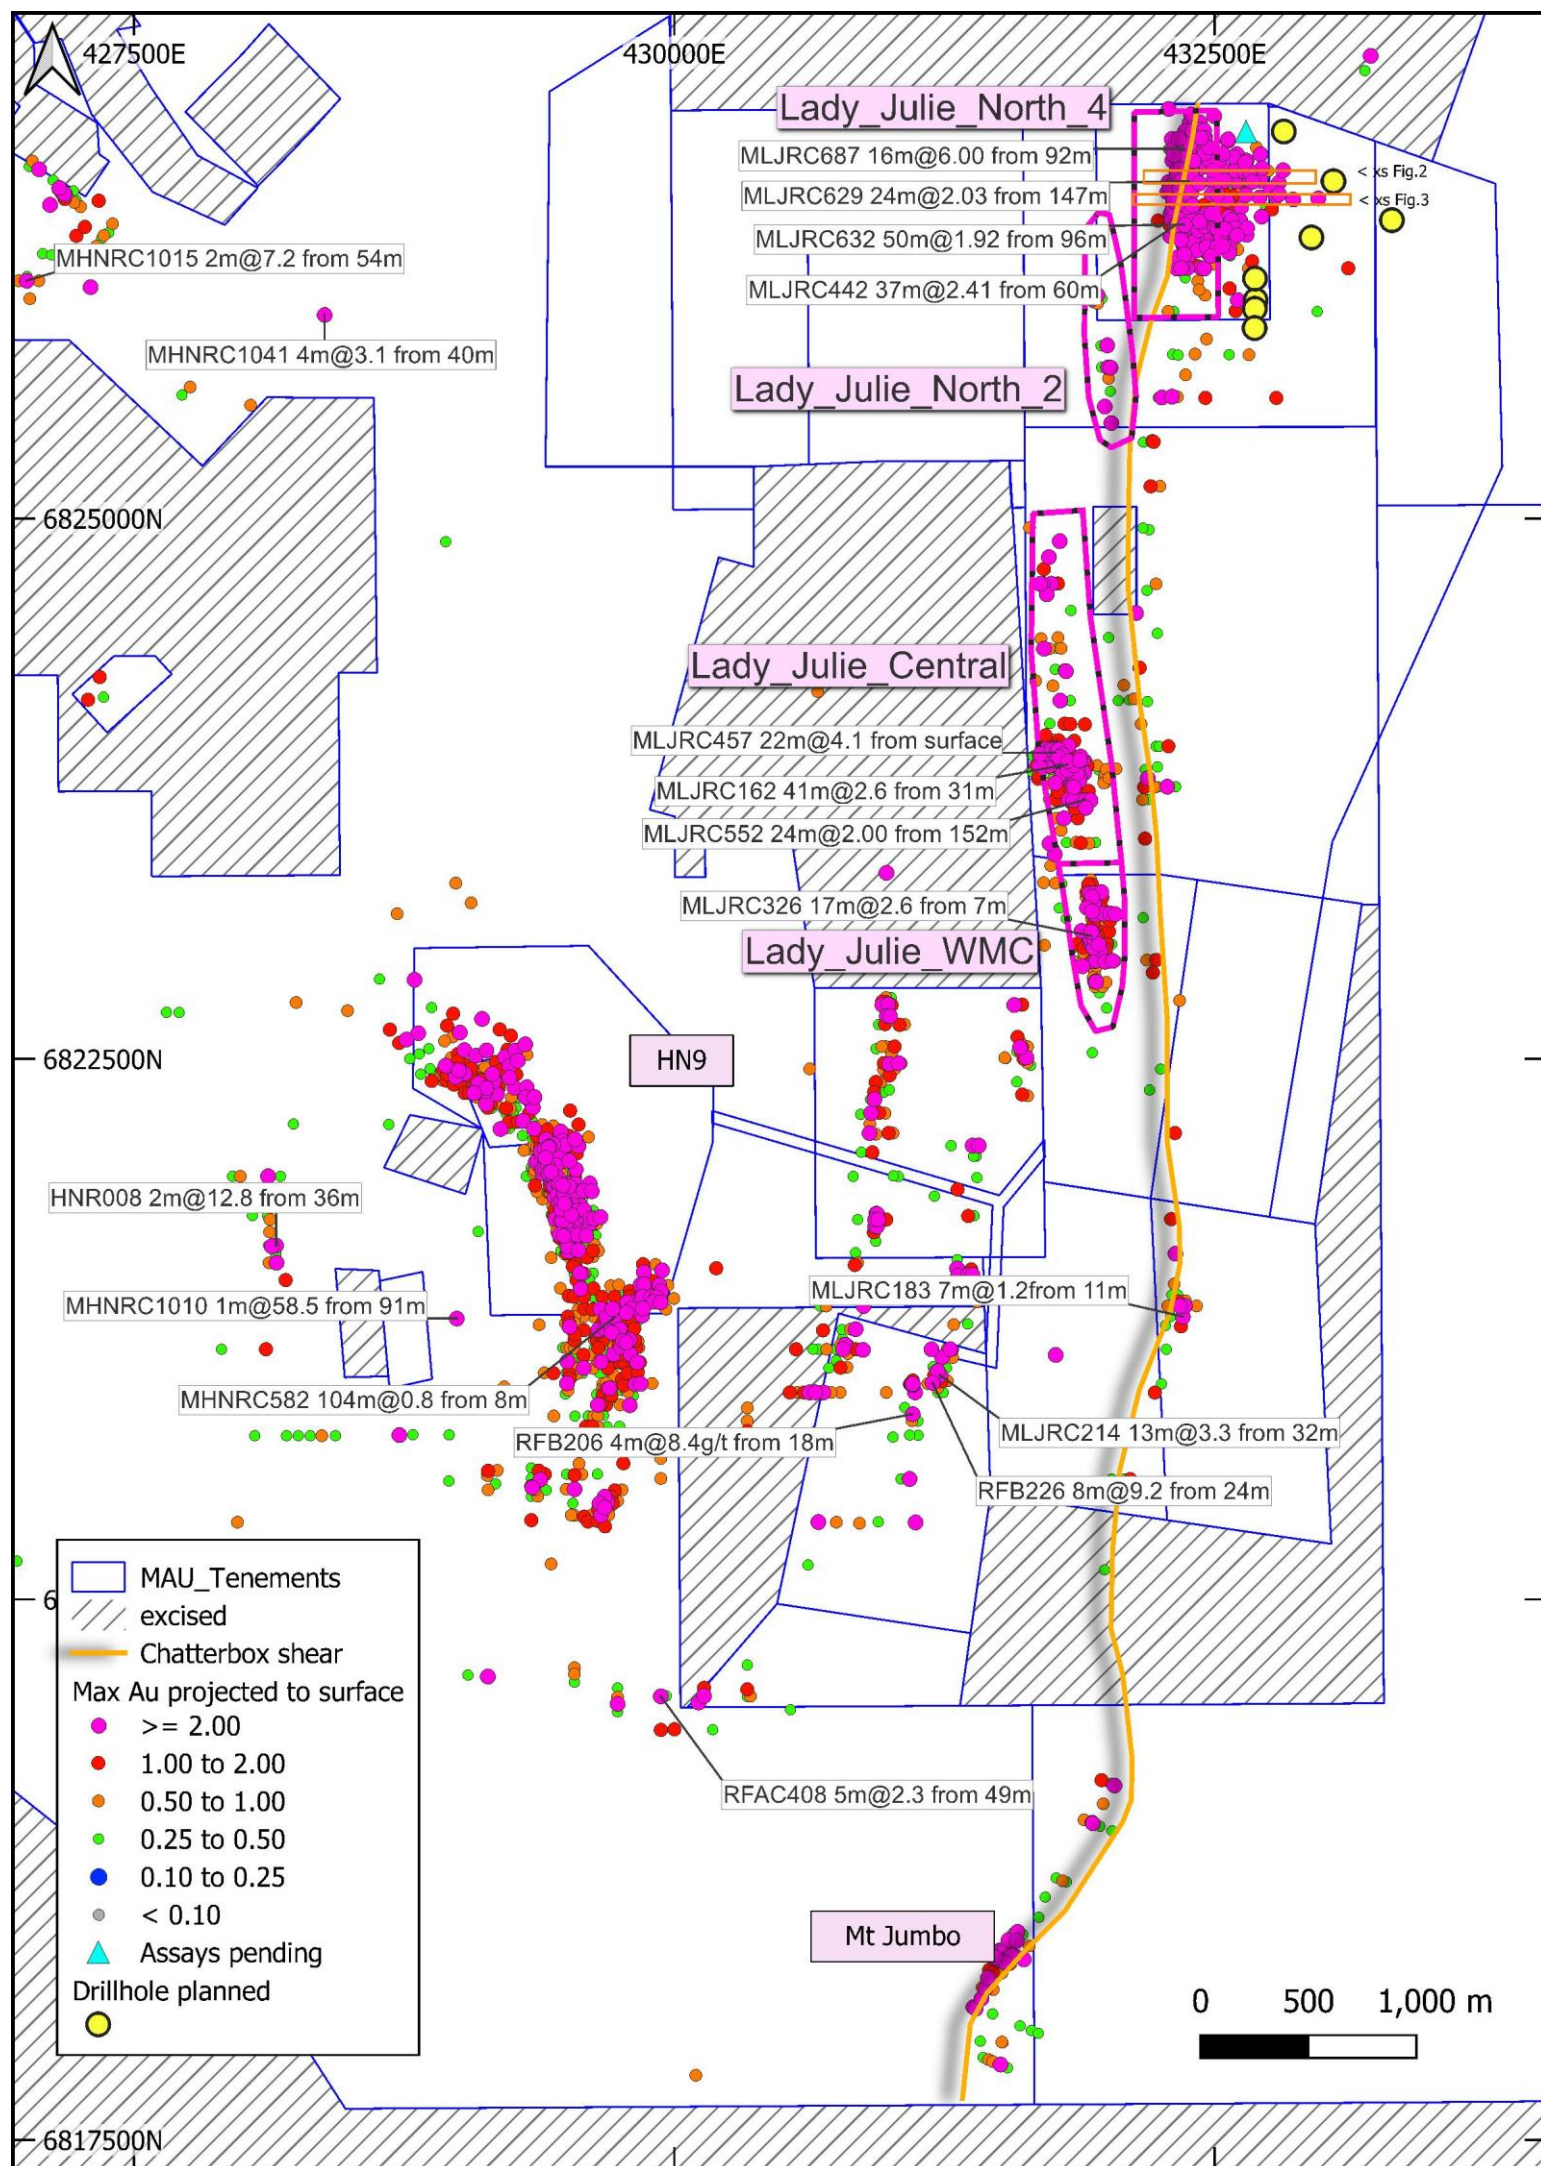 427500E
430000E
432500E
Lady_Julie_North_4
MLJRC687 16m@6.00 from 92m
< xs Fig.2
MLJRC629 24m@2.03 from 147m
< xs Fig.3
MLJRC632 50m@1.92 from 96m
MHNRC1015 2m@7.2 from 54m
MLJRC442 37m@2.41 from 60m
MHNRC1041 4m@3.1 from 40m
Lady_Julie_North_2
6825000N
Lady_Julie_Central
MLJRC457 22m@4.1 from surface
MLJRC162 41m@2.6 from 31m
MLJRC552 24m@2.00 from 152m
MLJRC326 17m@2.6 from 7m
Lady_Julie_WMC
6822500N
HN9
HNR008 2m@12.8 from 36m
MLJRC183 7m@1.2from 11m
MHNRC1010 1m@58.5 from 91m
MHNRC582 104m@0.8 from 8m
MLJRC214 13m@3.3 from 32m
RFB206 4m@8.4g/t from 18m
RFB226 8m@9.2 from 24m
MAU_Tenements
6
excised
Chatterbox shear
Max Au projected to surface
>= 2.00
1.00 to 2.00
0.50 to 1.00
0.25 to 0.50
0.10 to 0.25
< 0.10
Assays pending
Drillhole planned
RFAC408 5m@2.3 from 49m
Mt Jumbo
0 500 1,000 m
6817500N